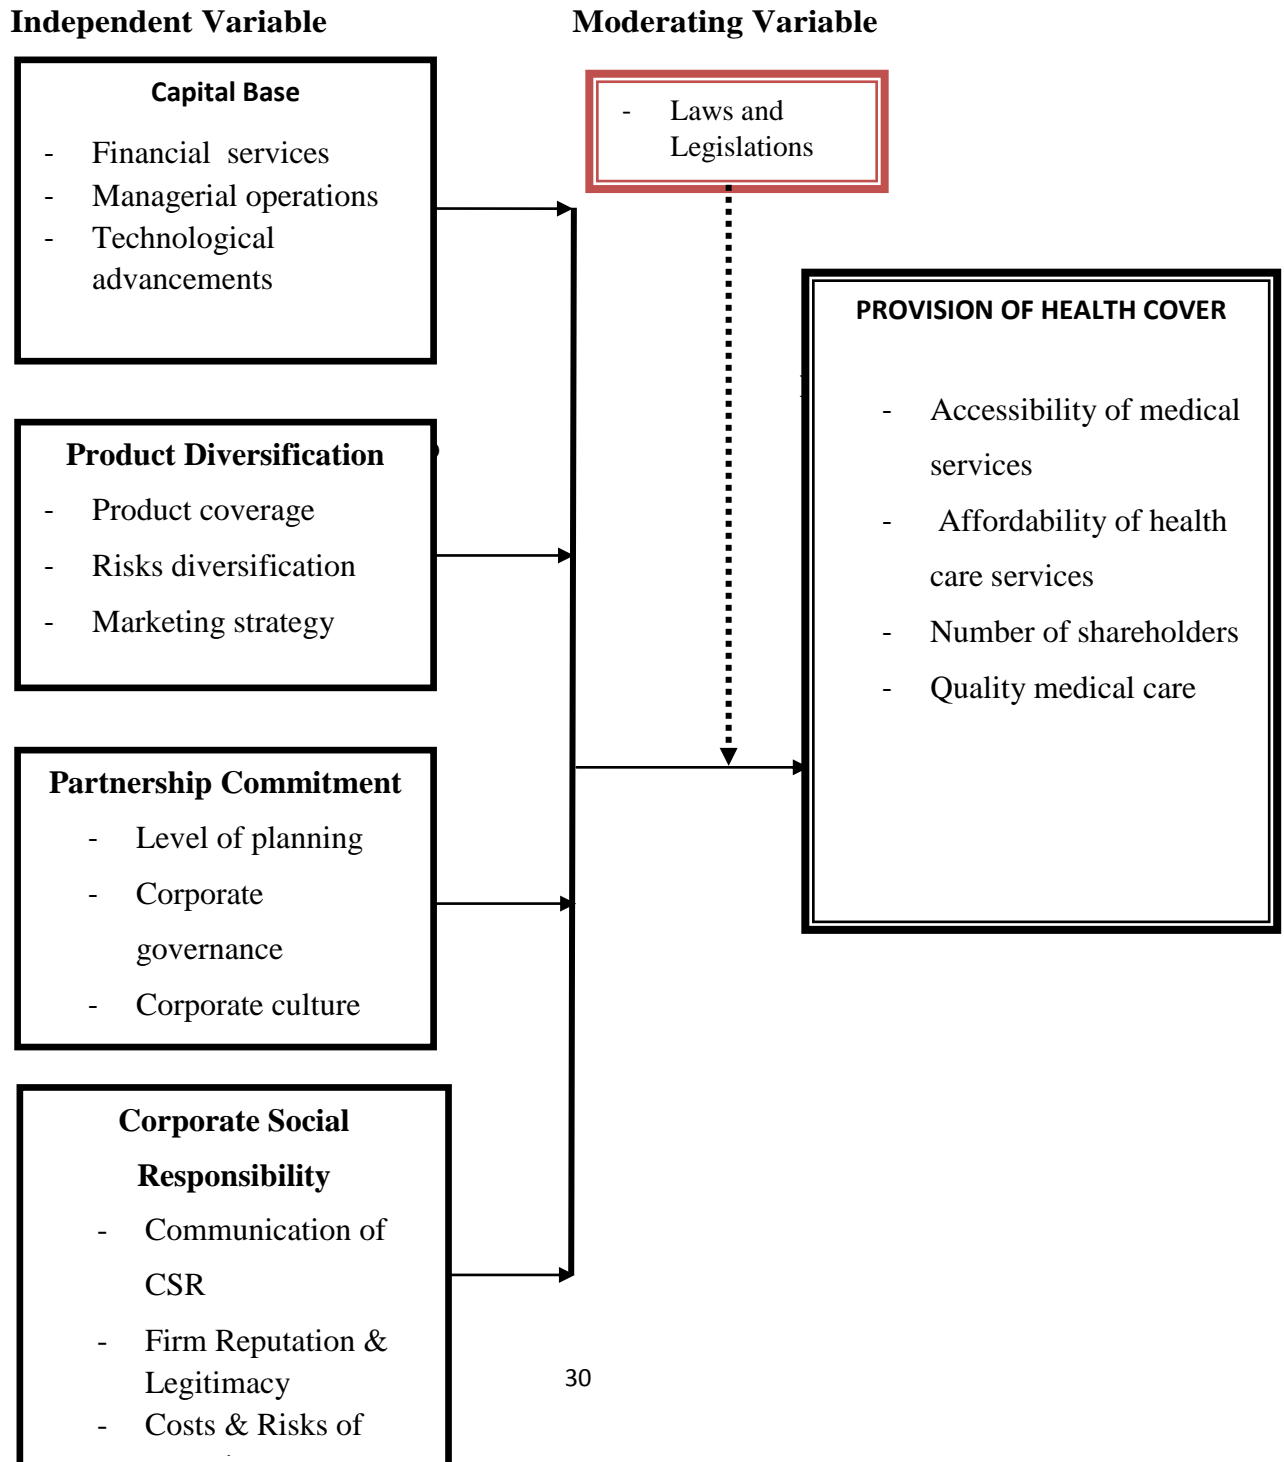 Independent Variable
Moderating Variable
Capital Base
- Financial services
- Managerial operations
- Technological
advancements
- Laws and
Legislations
PROVISION OF HEALTH COVER
- Accessibility of medical
services
- Affordability of health
care services
- Number of shareholders
- Quality medical care
Product Diversification
- Product coverage
- Risks diversification
- Marketing strategy
Partnership Commitment
- Level of planning
- Corporate
governance
- Corporate culture
Corporate Social
Responsibility
- Communication of
CSR
- Firm Reputation &
Legitimacy
- Costs & Risks of
30